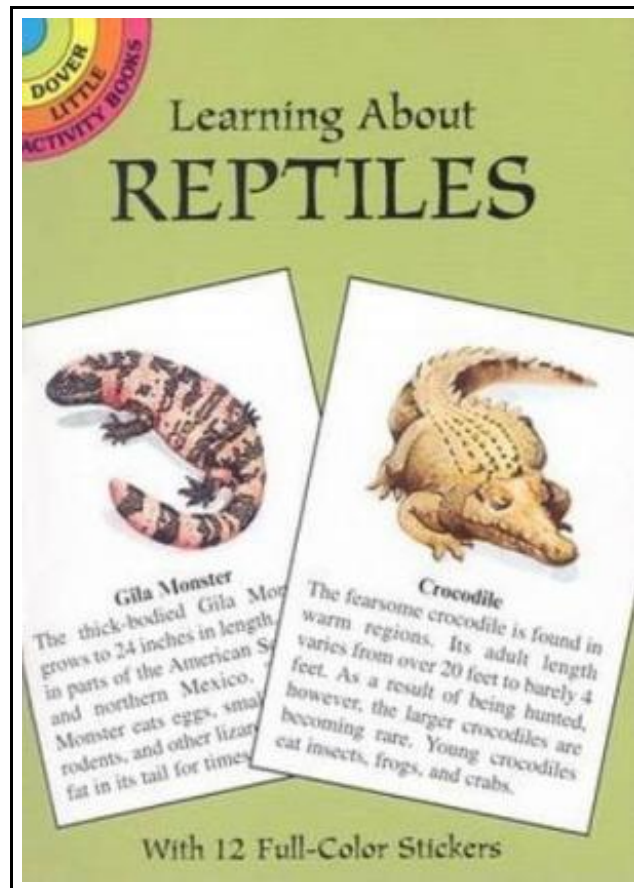 DOVER
LITTLE
ACTIVITY BOOKS
Learning About
REPTILES
Gila Monster
The thick-bodied Gila Mon
grows to 24 inches in length,
in parts of the American S
and northern Mexico.
Monster eats eggs, smal
rodents, and other lizar
fat in its tail for times
Crocodile
The fearsome crocodile is found in
warm regions. Its adult length
varies from over 20 feet to barely 4
feet. As a result of being hunted,
however, the larger crocodiles are
becoming rare. Young crocodiles
eat insects, frogs, and crabs.
With 12 Full-Color Stickers